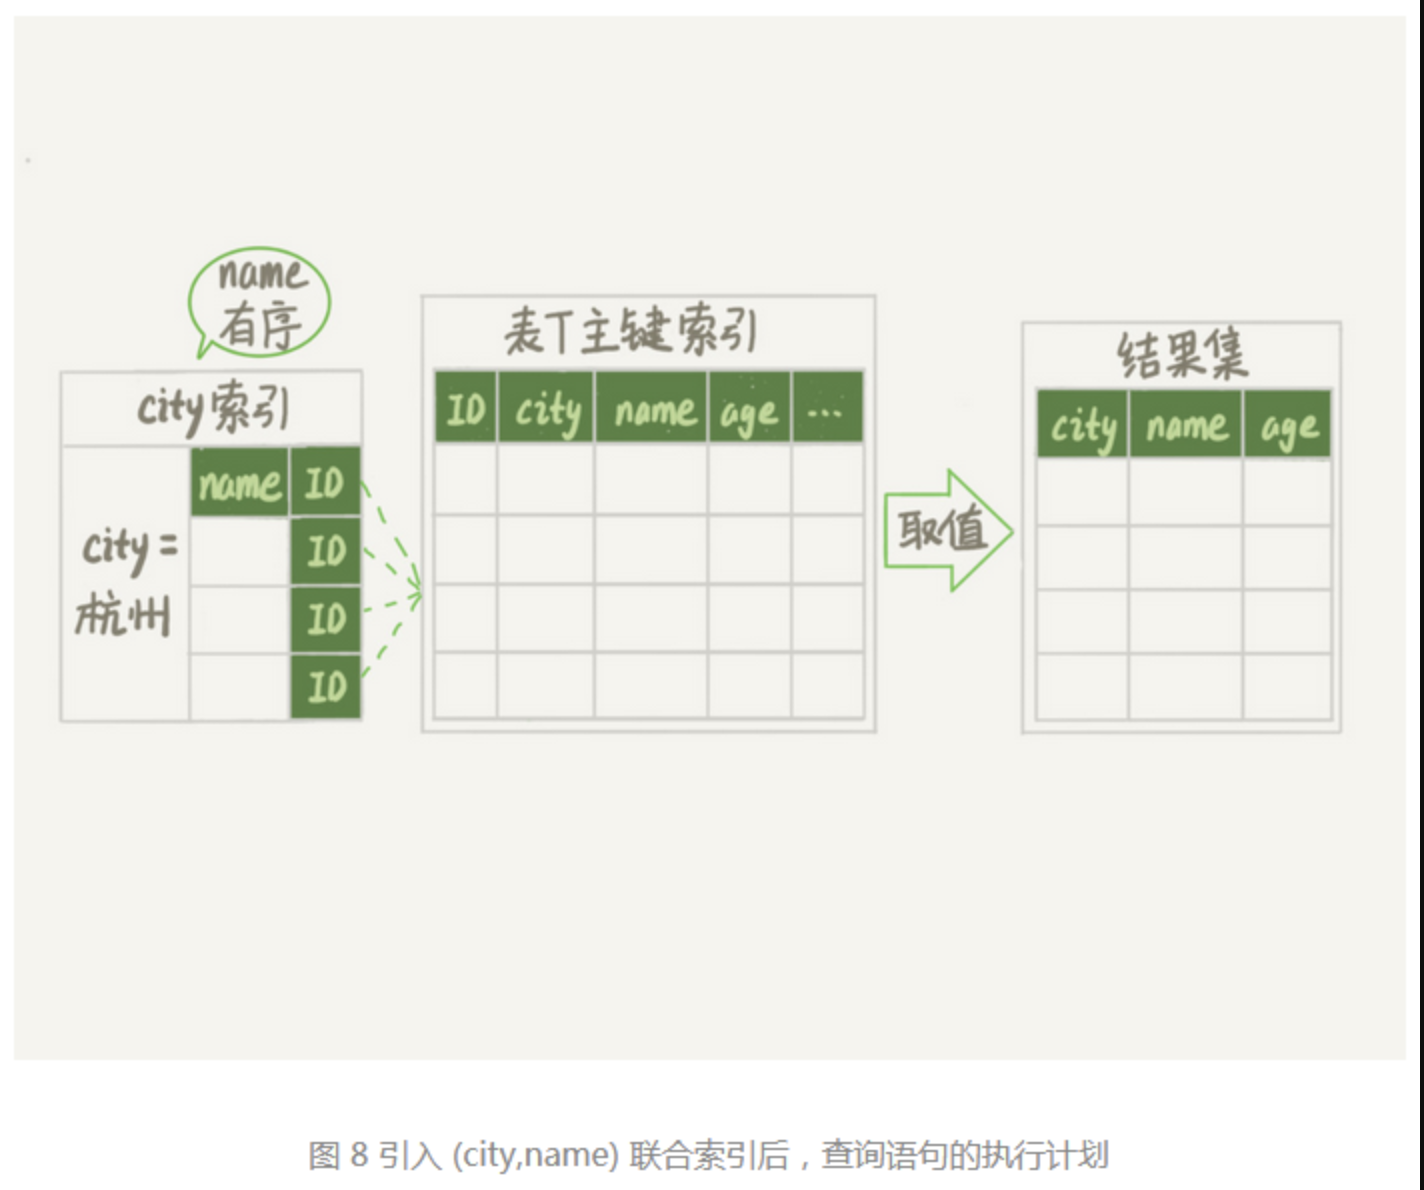 name
有序
city索引
name ID
city=
杭州
ID
ID
ID
表T主键索引
ID city name age ...
取值
结果集
city name age
图 8 引入 (city,name) 联合索引后，查询语句的执行计划